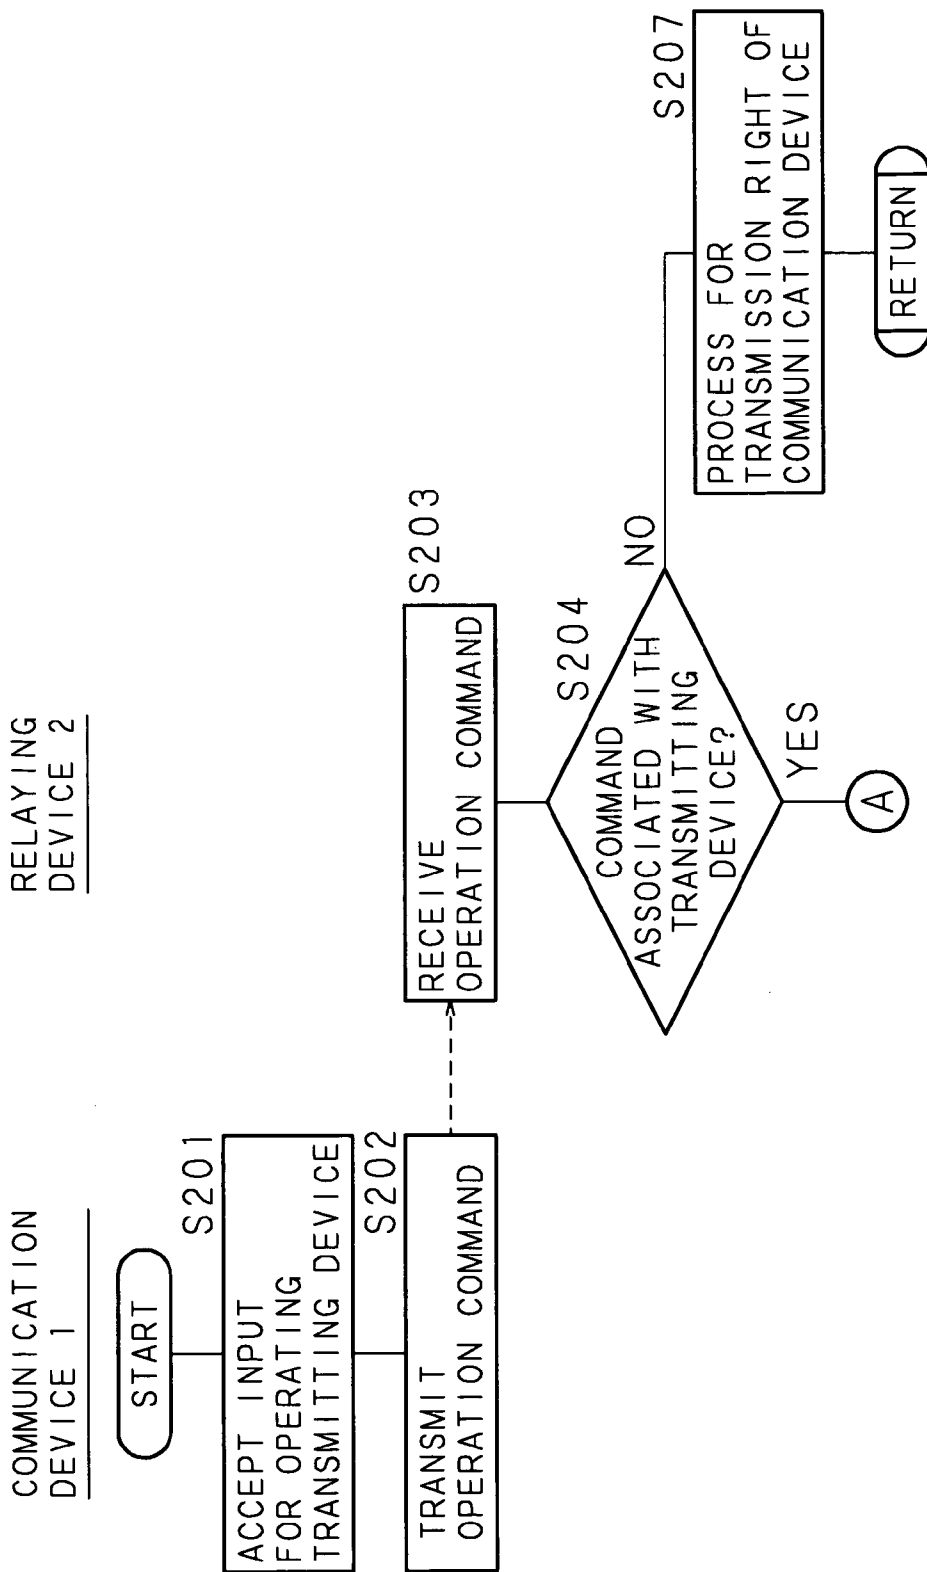 COMMUNICATION
DEVICE 1
RELAYING
DEVICE 2
START
S201
ACCEPT INPUT
FOR OPERATING
TRANSMITTING DEVICE
S202
TRANSMIT
OPERATION COMMAND
S203
RECEIVE
OPERATION COMMAND
S204
COMMAND
ASSOCIATED WITH
TRANSMITTING
DEVICE?
NO
YES
A
S207
PROCESS FOR
TRANSMISSION RIGHT OF
COMMUNICATION DEVICE
RETURN